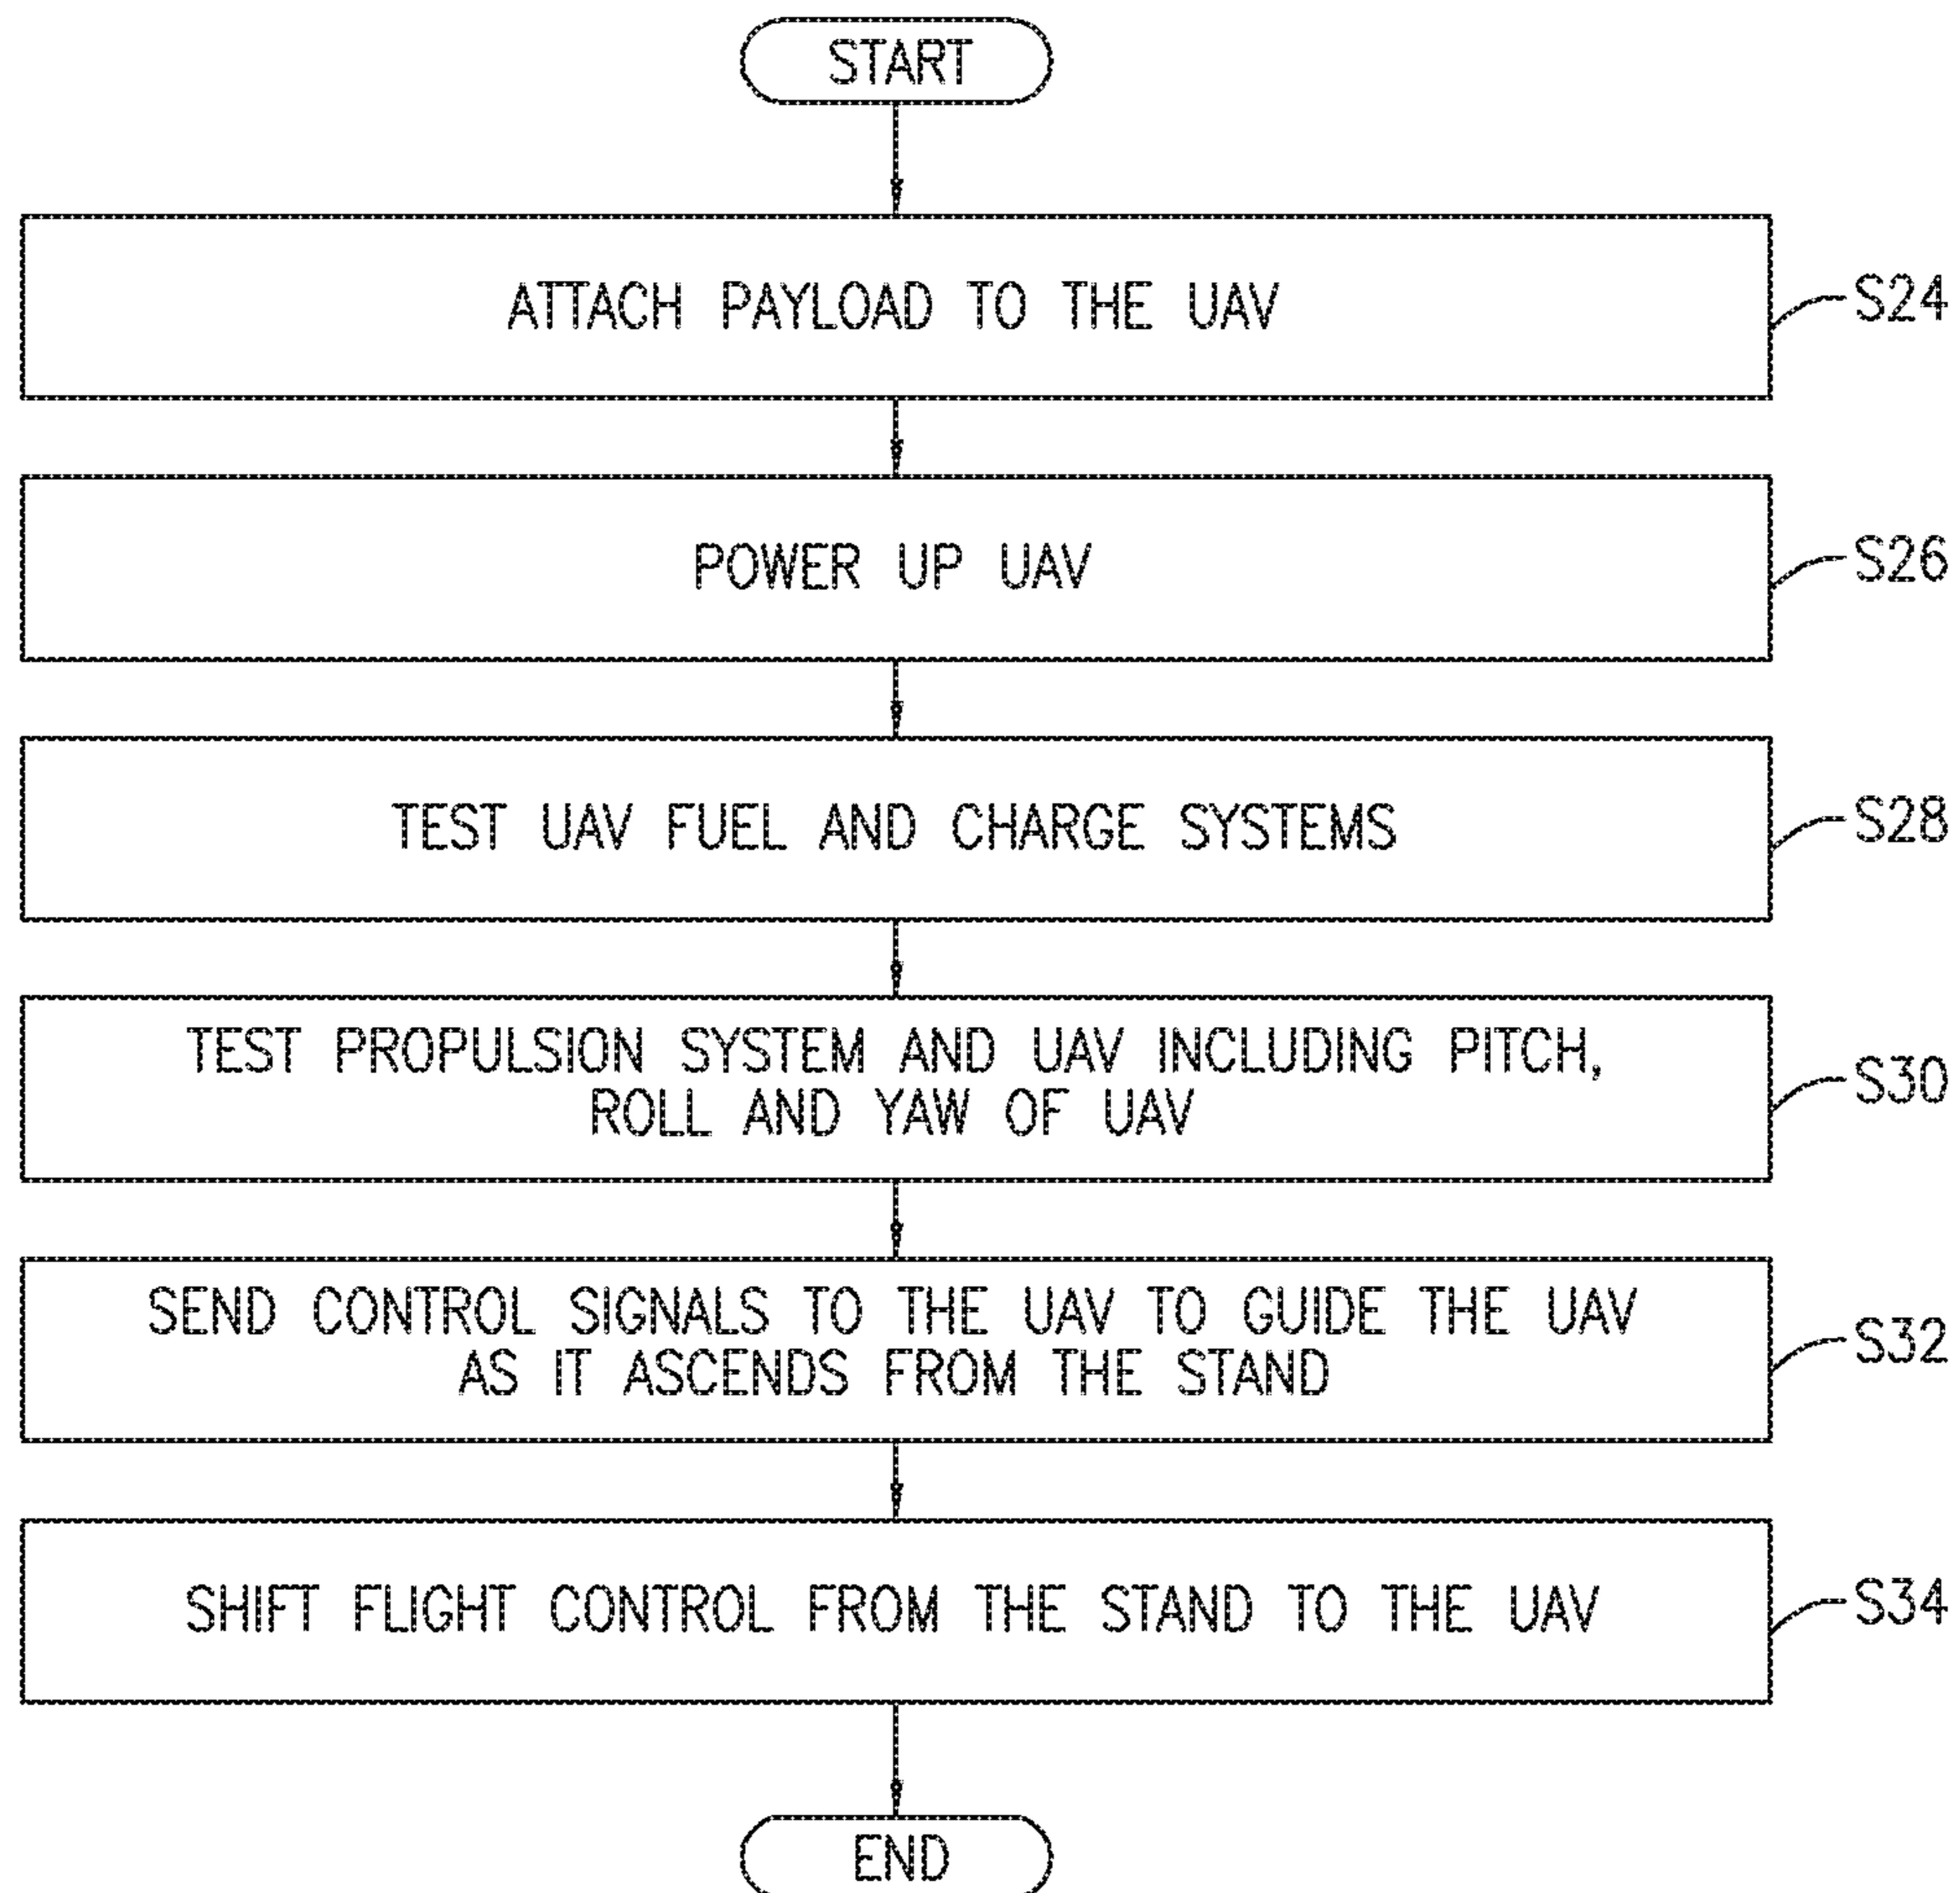 START
ATTACH PAYLOAD TO THE UAV
S24
POWER UP UAV
S26
TEST UAV FUEL AND CHARGE SYSTEMS
S28
TEST PROPULSION SYSTEM AND UAV INCLUDING PITCH,
ROLL AND YAW OF UAV
S30
SEND CONTROL SIGNALS TO THE UAV TO GUIDE THE UAV
AS IT ASCENDS FROM THE STAND
S32
SHIFT FLIGHT CONTROL FROM THE STAND TO THE UAV
S34
END